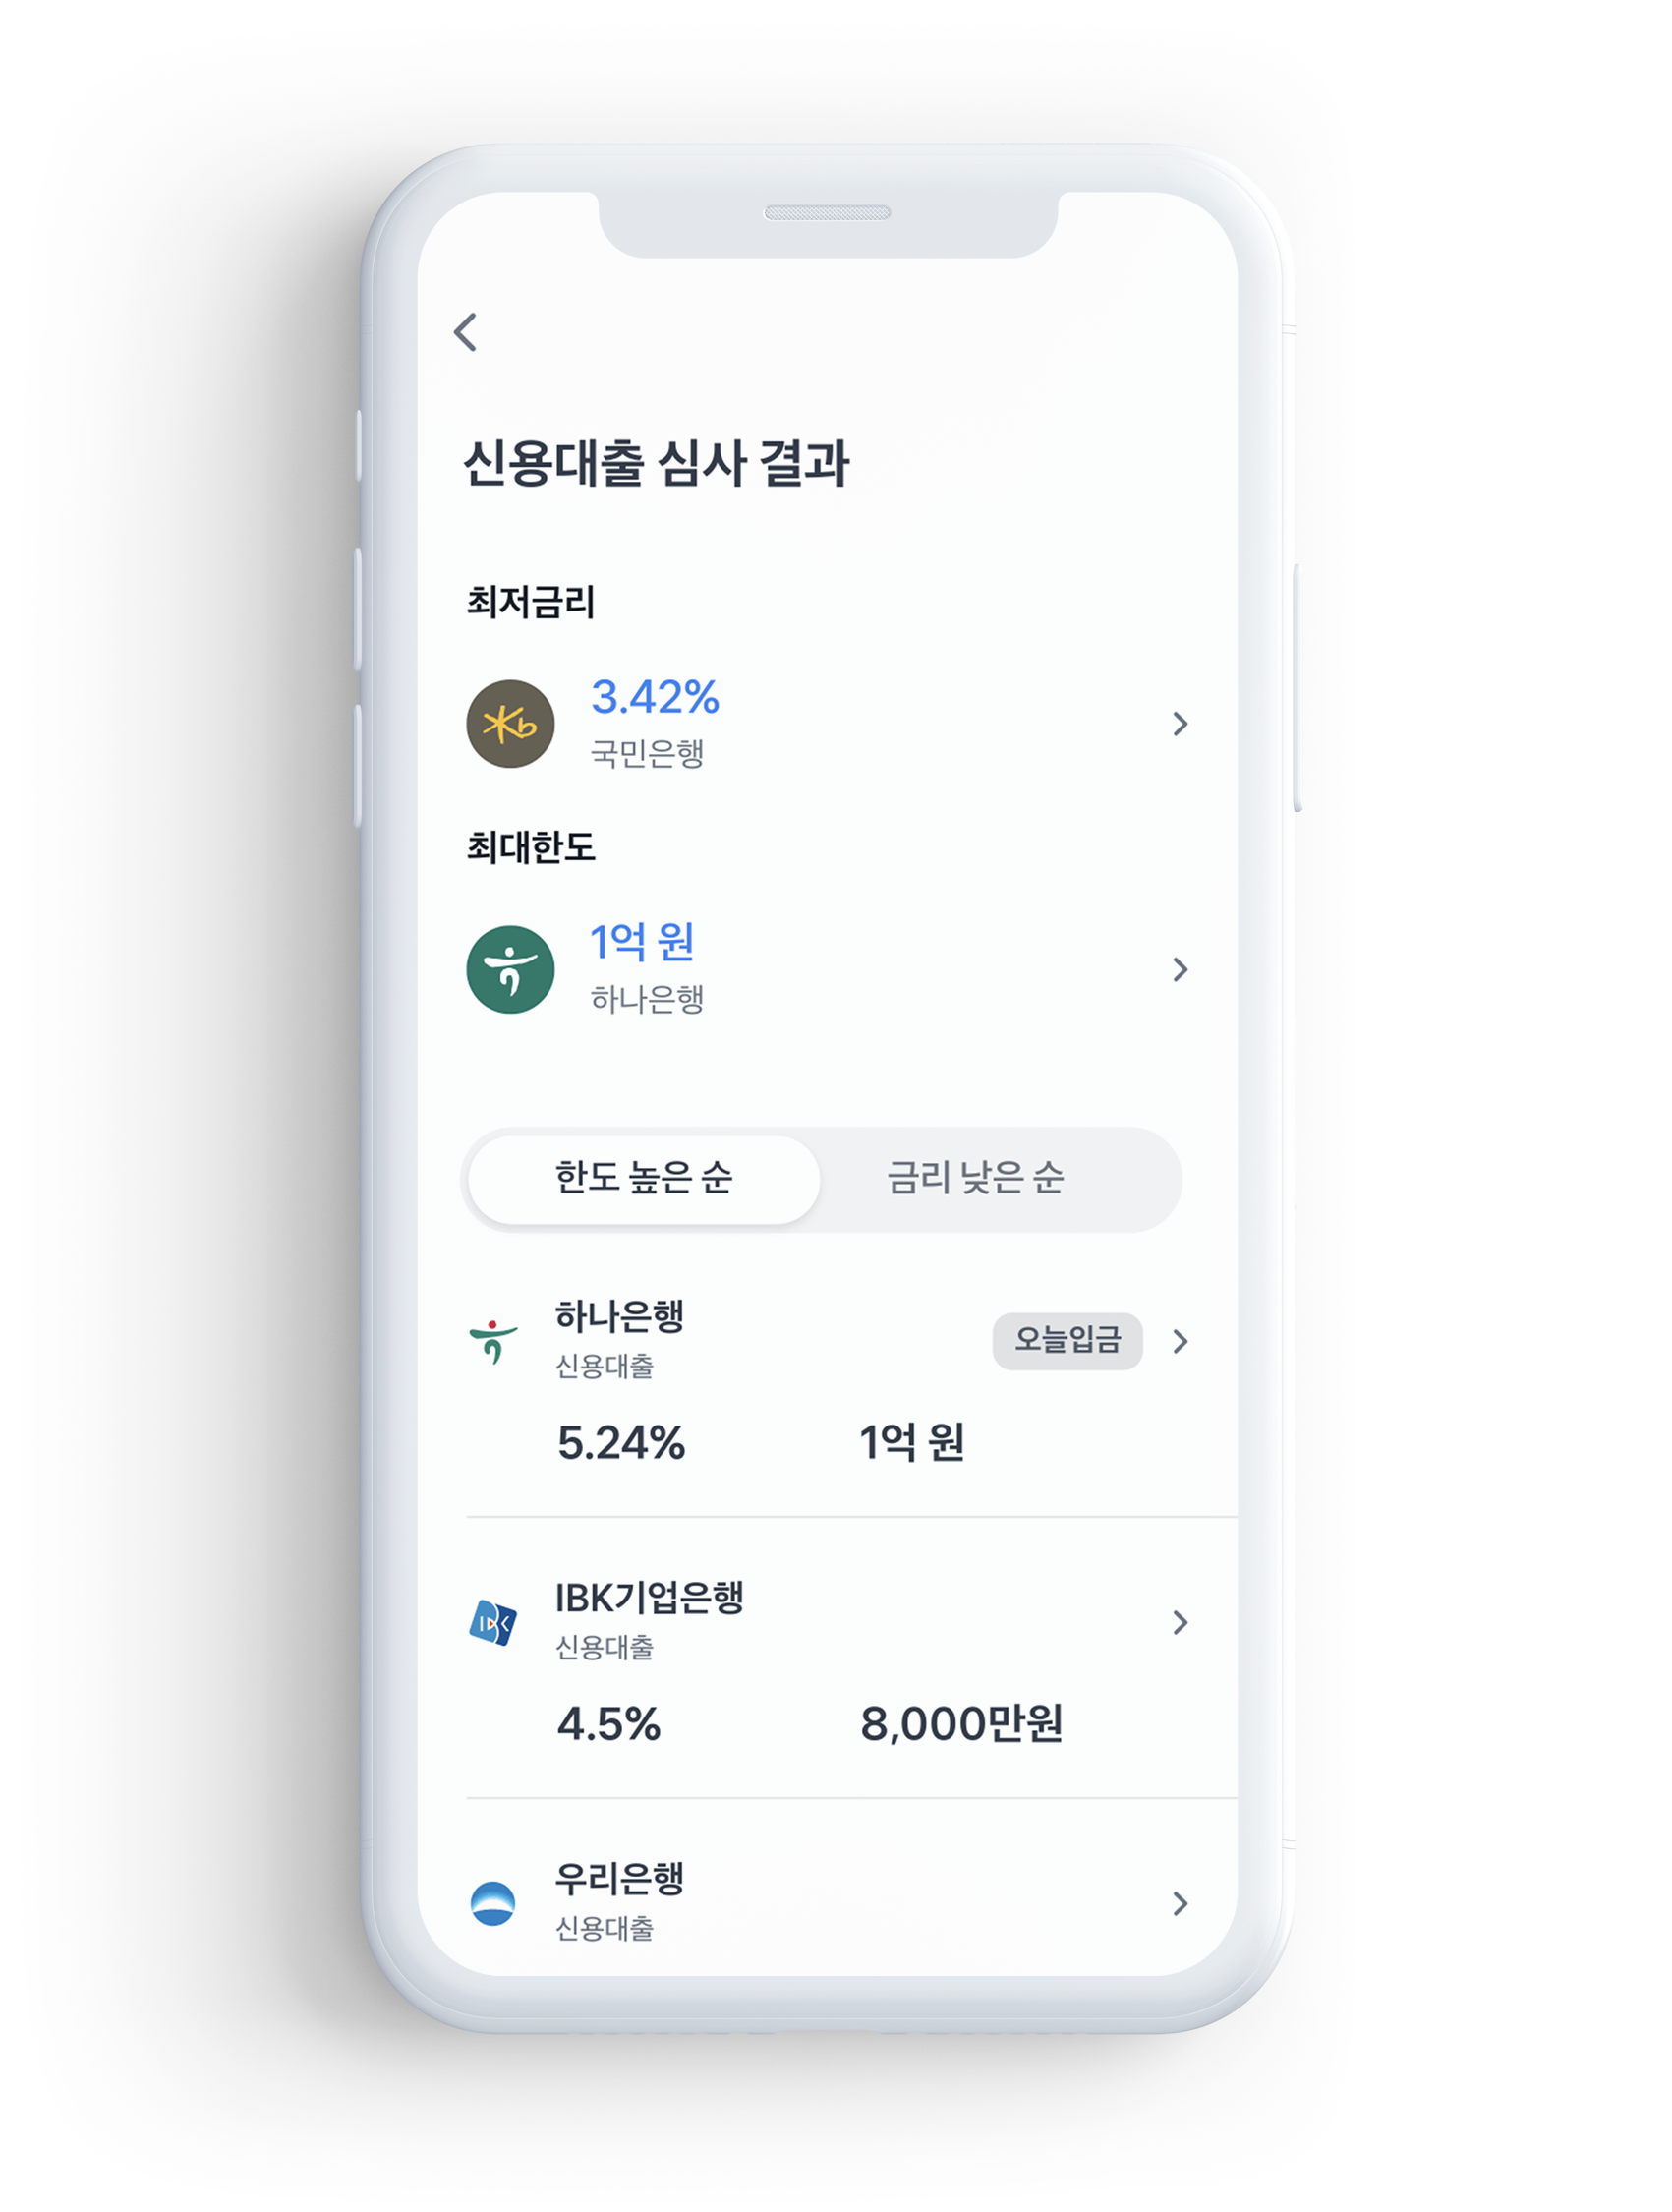 신용대출 심사 결과
최저금리
Kb
3.42%
국민은행
최대한도
1억 원
하나은행
한도 높은 순 금리 낮은 순
하나은행
신용대출
오늘입금
5.24% 1억 원
IBK
IBK기업은행
신용대출
4.5% 8,000만원
우리은행
신용대출